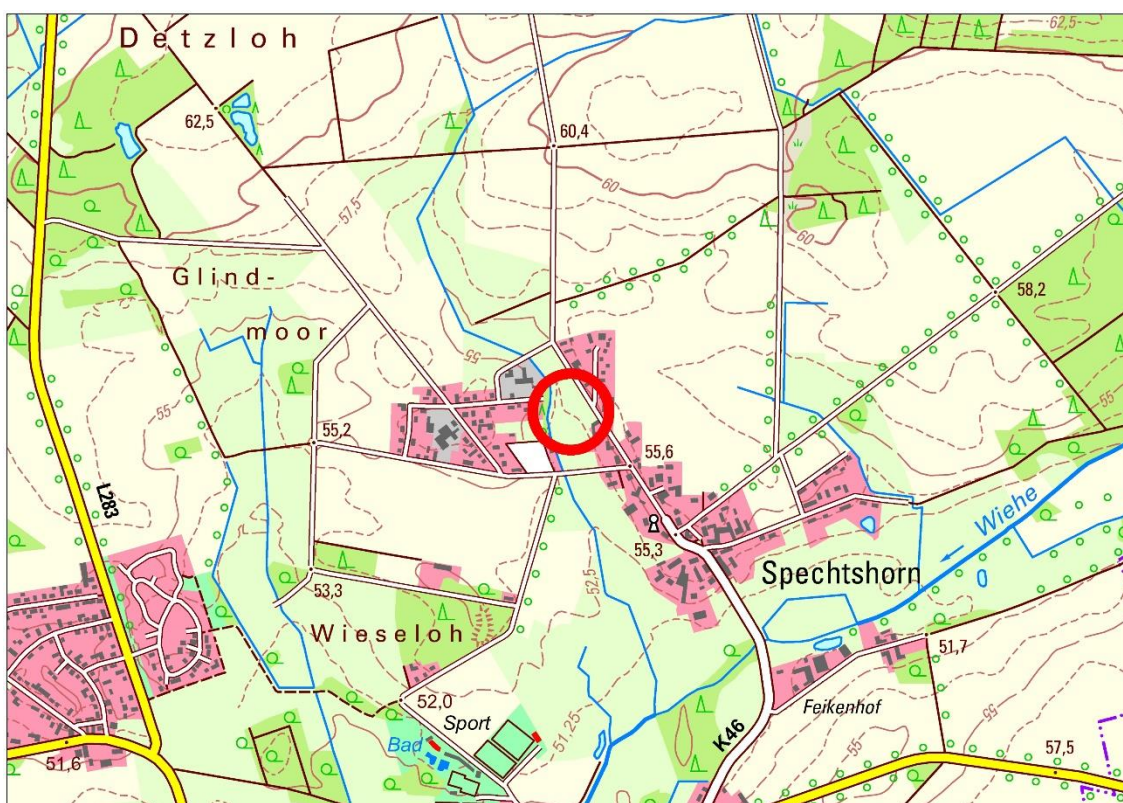 Detzloh
62,5
62,5
60,4
57,5
60
Glind-
moor
60
58,2
55
55
55
55,2
55,6
L283
55,3
Wiehe
Spechtshorn
53,3
52,5
Wieseloh
51,7
52,0
Sport
51,25
Feikenhof
Bad
K46
55
55
51,6
57,5